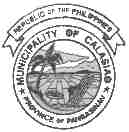 REPUBLIC OF THE PHILIPPINES
MUNICIPALITY OF CALASIAO
PROVINCE OF PANGASINAN